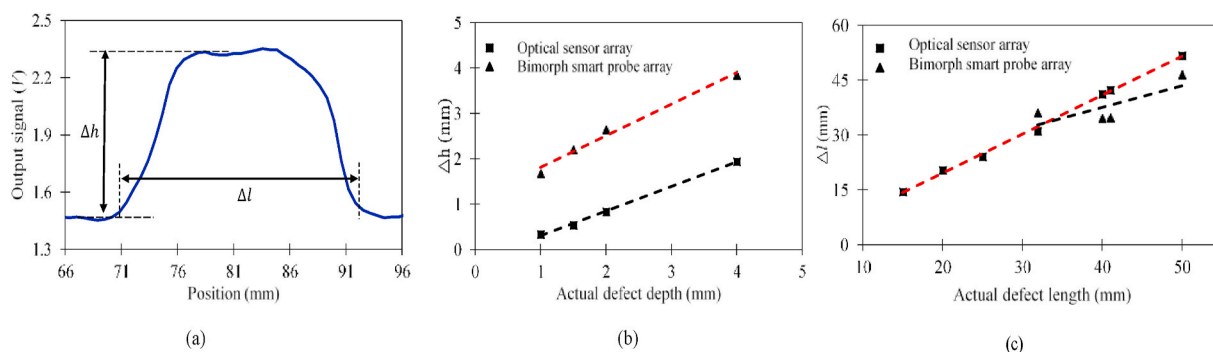 (a)
2.5
2.2
1.9
1.6
1.3
Output signal (V)
Δh
Δl
66 71 76 81 86 91 96
Position (mm)
(b)
5
4
3
2
1
0
Δh (mm)
Optical sensor array
Bimorph smart probe array
0 1 2 3 4 5
Actual defect depth (mm)
(c)
60
45
30
15
0
Δl (mm)
Optical sensor array
Bimorph smart probe array
10 20 30 40 50
Actual defect length (mm)
(a) (b) (c)